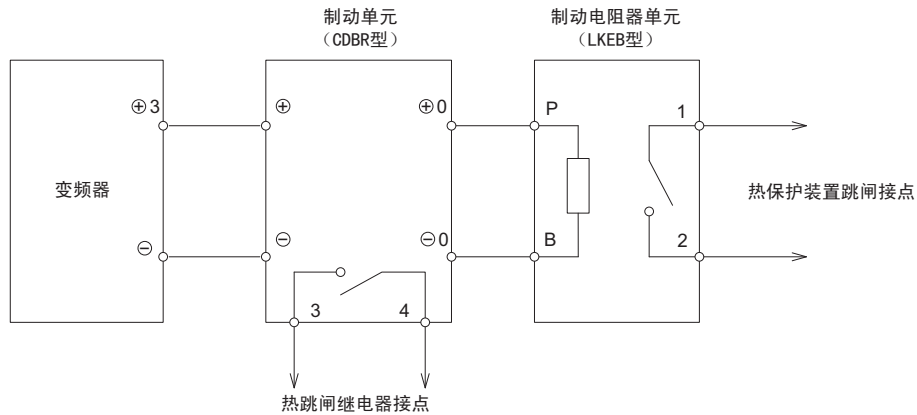 制动单元
（CDBR型）
制动电阻器单元
（LKEB型）
⊕3
⊕
⊕0
P
1
变频器
热保护装置跳闸接点
⊖
⊖
⊖0
B
2
3
4
热跳闸继电器接点